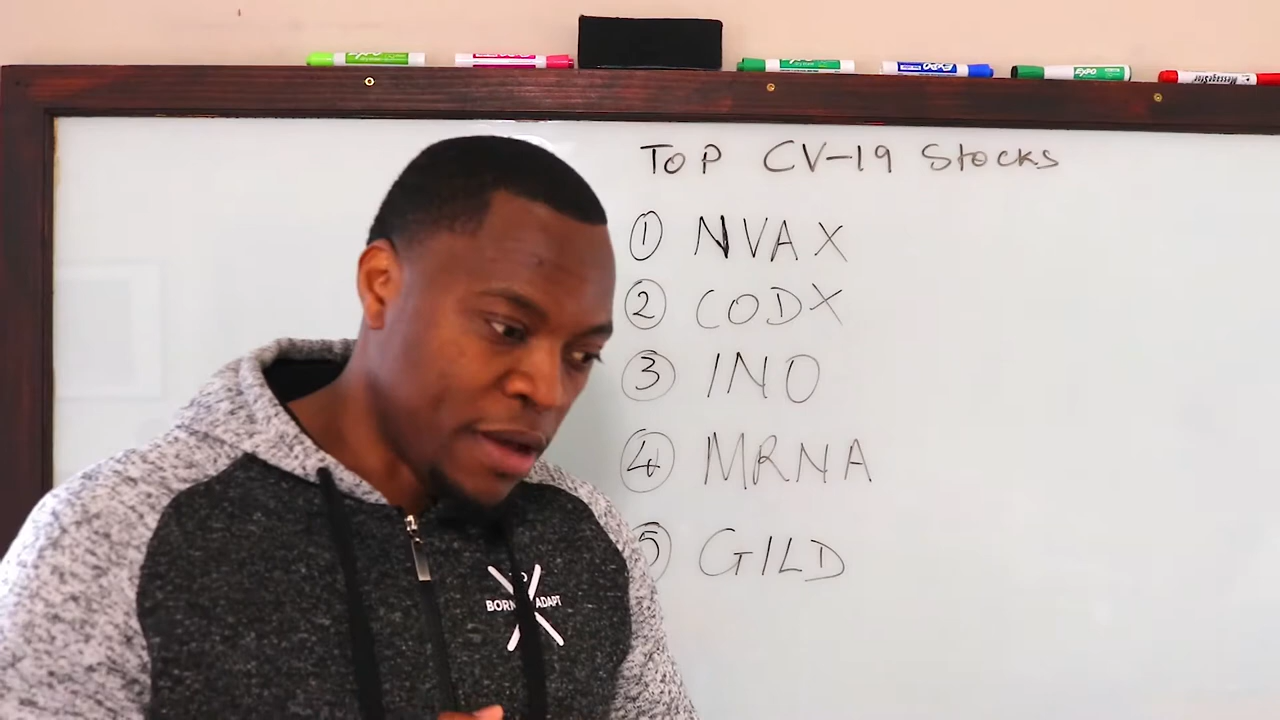 EXPO
EXPO
EXPO
TOP CV-19 Stocks
① NVAX
② CODX
③ INO
④ MRNA
⑤ GILD
TO
BORN ADAPT